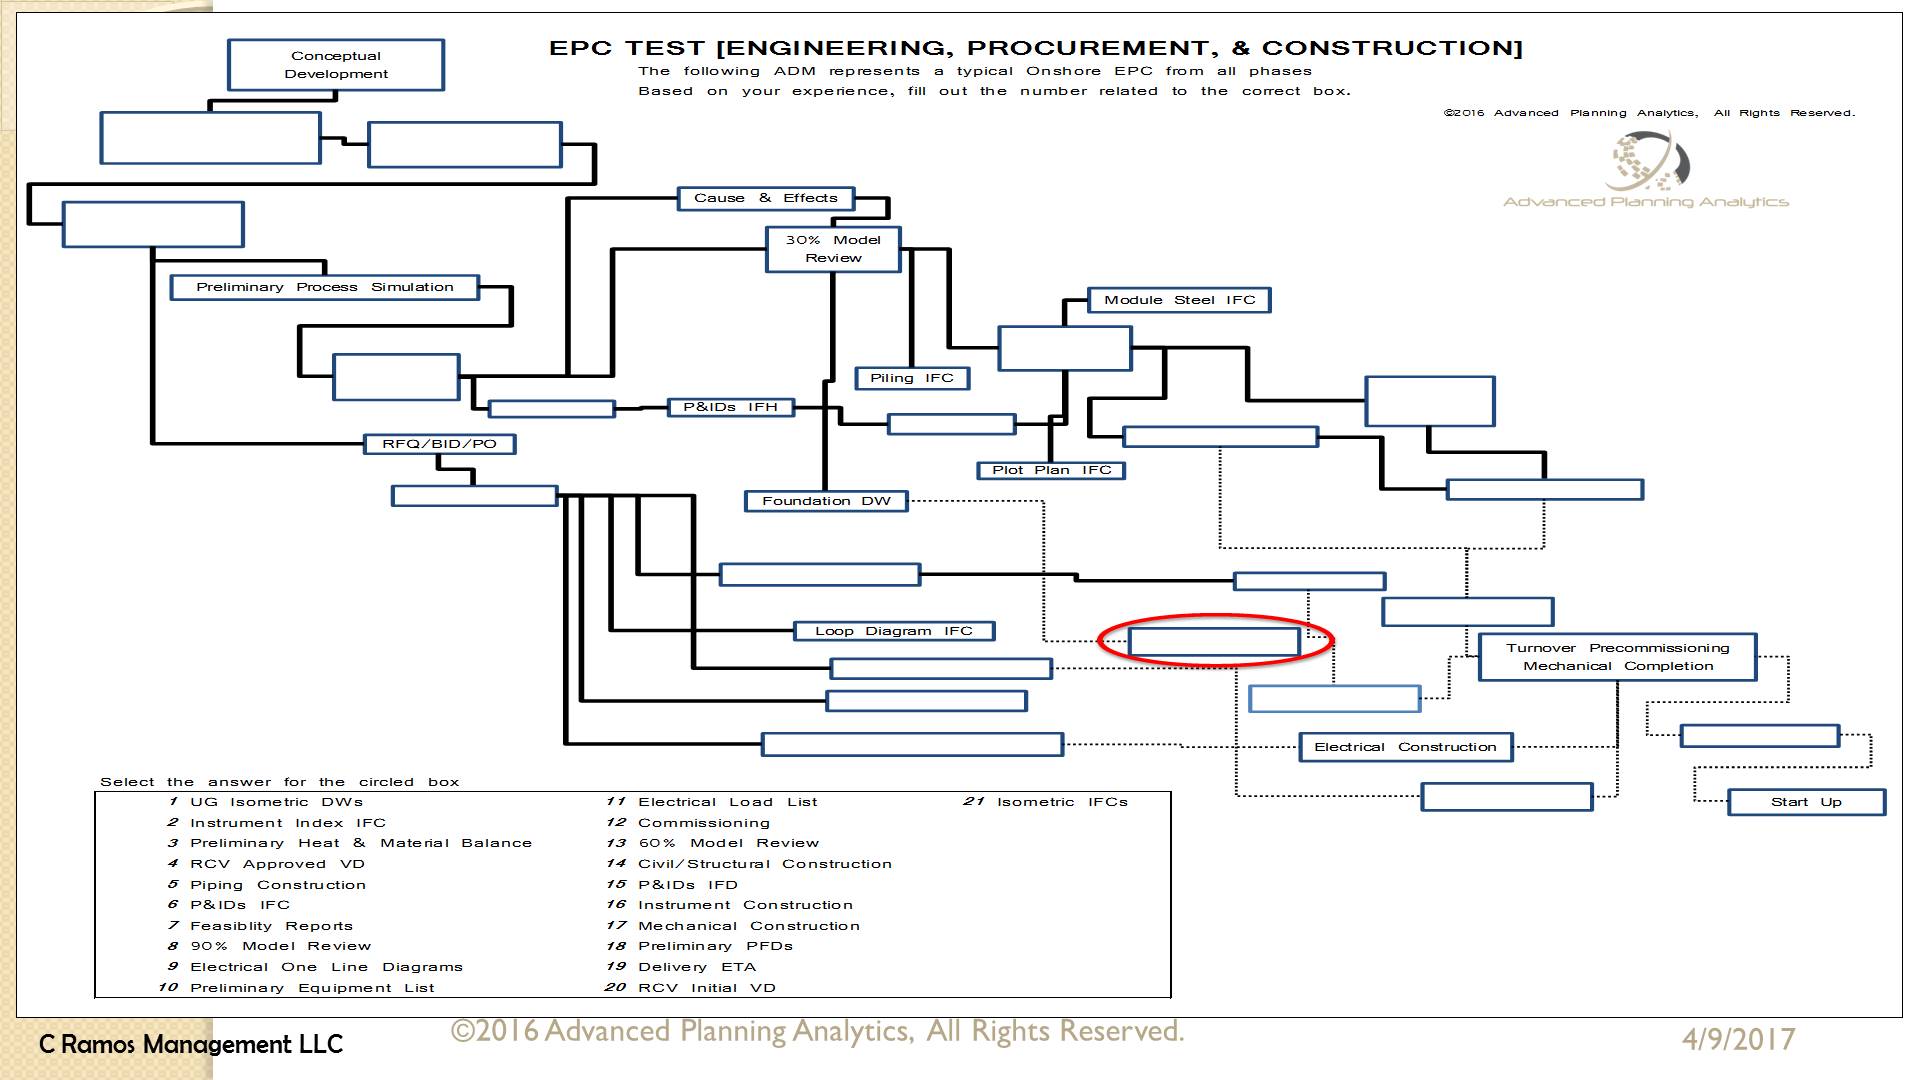 EPC TEST [ENGINEERING, PROCUREMENT, & CONSTRUCTION]
The following ADM represents a typical Onshore EPC from all phases
Based on your experience, fill out the number related to the correct box.
©2016 Advanced Planning Analytics, All Rights Reserved.
Advanced Planning Analytics
Conceptual
Development
Cause & Effects
30% Model
Review
Preliminary Process Simulation
Module Steel IFC
Piling IFC
P&IDs IFH
RFQ/BID/PO
Plot Plan IFC
Foundation DW
Loop Diagram IFC
Turnover Precommissioning
Mechanical Completion
Electrical Construction
Start Up
Select the answer for the circled box
1 UG Isometric DWs
2 Instrument Index IFC
3 Preliminary Heat & Material Balance
4 RCV Approved VD
5 Piping Construction
6 P&IDs IFC
7 Feasiblity Reports
8 90% Model Review
9 Electrical One Line Diagrams
10 Preliminary Equipment List
11 Electrical Load List
12 Commissioning
13 60% Model Review
14 Civil/Structural Construction
15 P&IDs IFD
16 Instrument Construction
17 Mechanical Construction
18 Preliminary PFDs
19 Delivery ETA
20 RCV Initial VD
21 Isometric IFCs
C Ramos Management LLC
©2016 Advanced Planning Analytics, All Rights Reserved.
4/9/2017